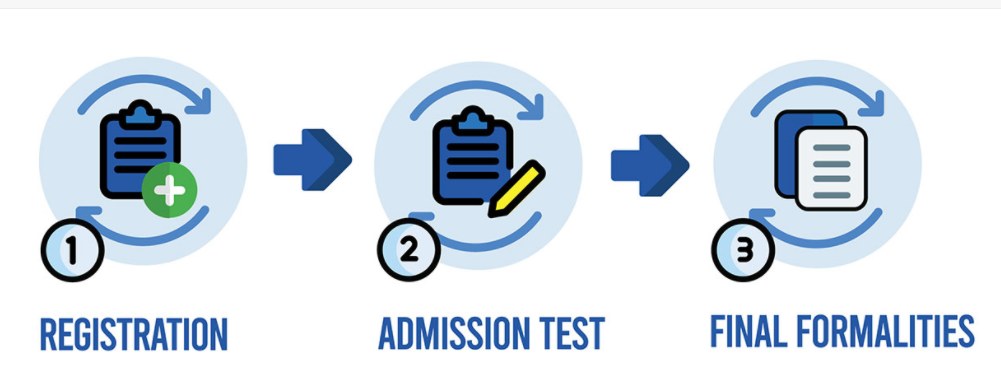 1
2
3
REGISTRATION
ADMISSION TEST
FINAL FORMALITIES